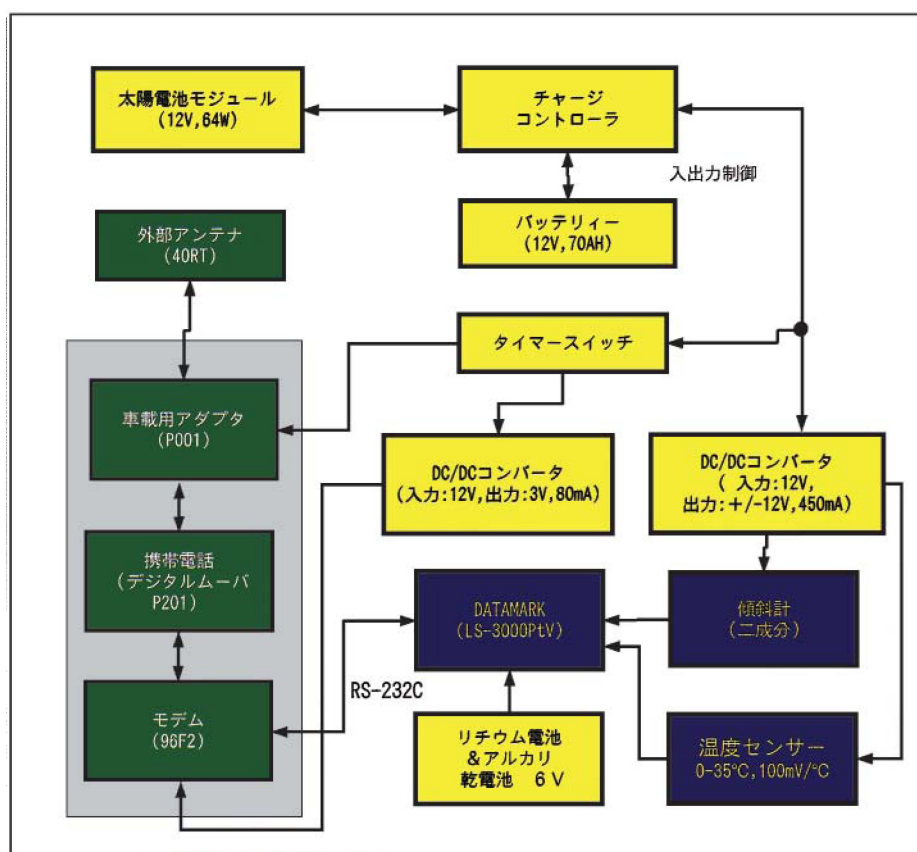 太陽電池モジュール
(12V,64W)
チャージ
コントローラ
入出力制御
バッテリィー
(12V,70AH)
外部アンテナ
(40RT)
タイマースイッチ
車載用アダプタ
(P001)
DC/DCコンバータ
(入力:12V,出力:3V,80mA)
DC/DCコンバータ
( 入力:12V,
出力:+/-12V,450mA)
携帯電話
(デジタルムーバ
P201)
DATAMARK
(LS-3000PtV)
傾斜計
(二成分)
RS-232C
モデム
(96F2)
リチウム電池
&アルカリ
乾電池 6V
温度センサー
0-35℃,100mV/℃